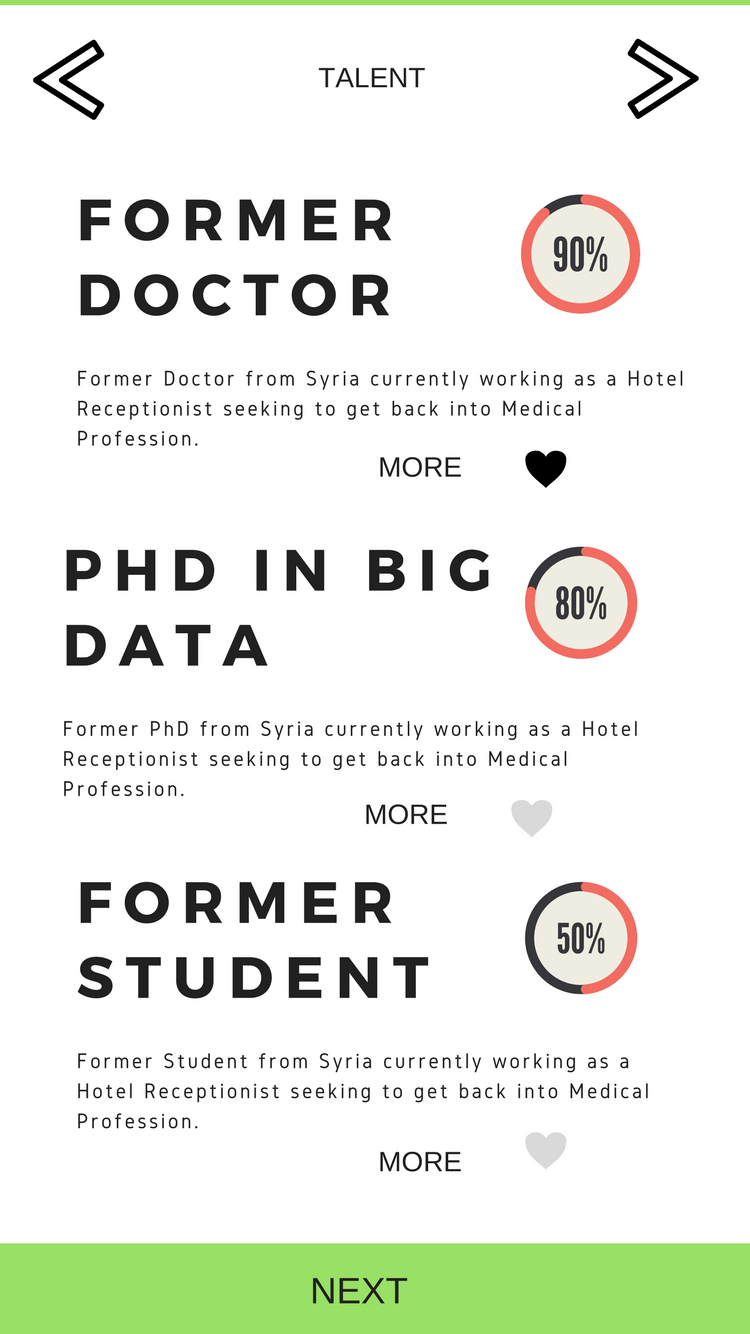 TALENT
FORMER
DOCTOR
90%
Former Doctor from Syria currently working as a Hotel
Receptionist seeking to get back into Medical
Profession.
MORE
PHD IN BIG
DATA
80%
Former PhD from Syria currently working as a Hotel
Receptionist seeking to get back into Medical
Profession.
MORE
FORMER
STUDENT
50%
Former Student from Syria currently working as a
Hotel Receptionist seeking to get back into Medical
Profession.
MORE
NEXT